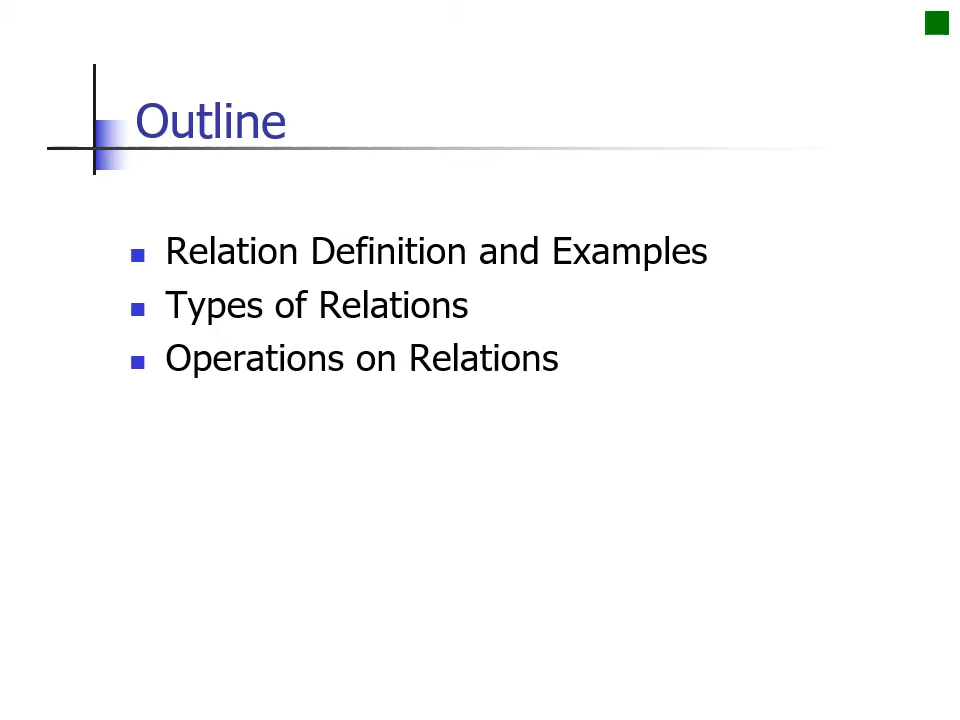 Outline
Relation Definition and Examples
Types of Relations
Operations on Relations